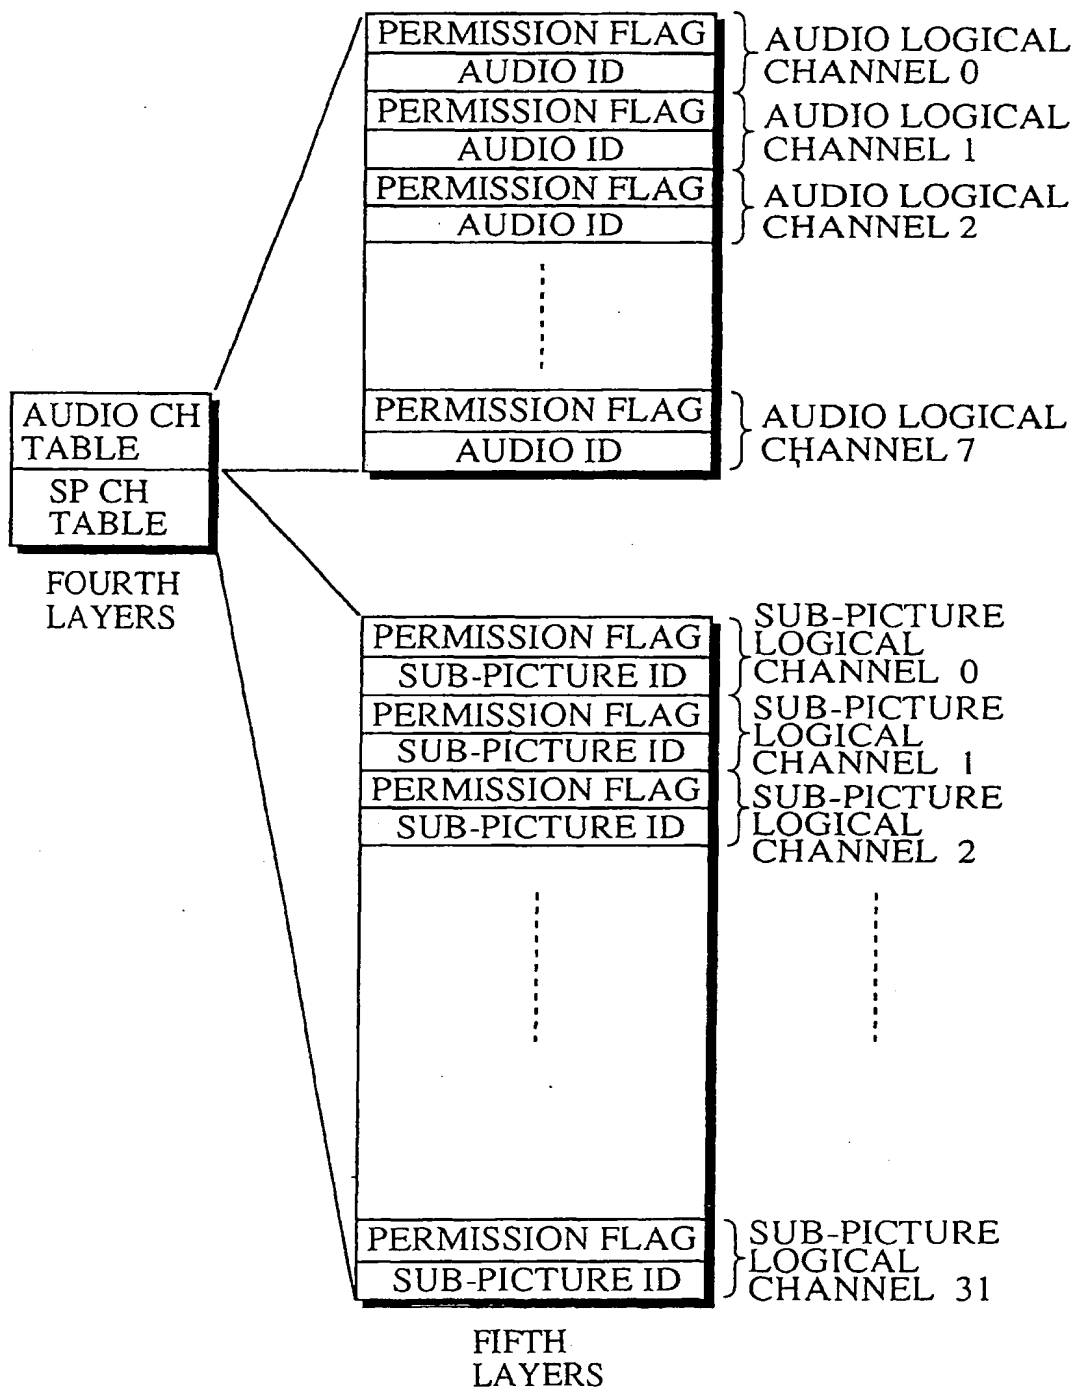 PERMISSION FLAG
AUDIO ID
AUDIO LOGICAL
CHANNEL 0
PERMISSION FLAG
AUDIO ID
AUDIO LOGICAL
CHANNEL 1
PERMISSION FLAG
AUDIO ID
AUDIO LOGICAL
CHANNEL 2
PERMISSION FLAG
AUDIO ID
AUDIO LOGICAL
CHANNEL 7
AUDIO CH
TABLE
SP CH
TABLE
FOURTH
LAYERS
PERMISSION FLAG
SUB-PICTURE ID
SUB-PICTURE
LOGICAL
CHANNEL 0
PERMISSION FLAG
SUB-PICTURE ID
SUB-PICTURE
LOGICAL
CHANNEL 1
PERMISSION FLAG
SUB-PICTURE ID
SUB-PICTURE
LOGICAL
CHANNEL 2
PERMISSION FLAG
SUB-PICTURE ID
SUB-PICTURE
LOGICAL
CHANNEL 31
FIFTH
LAYERS